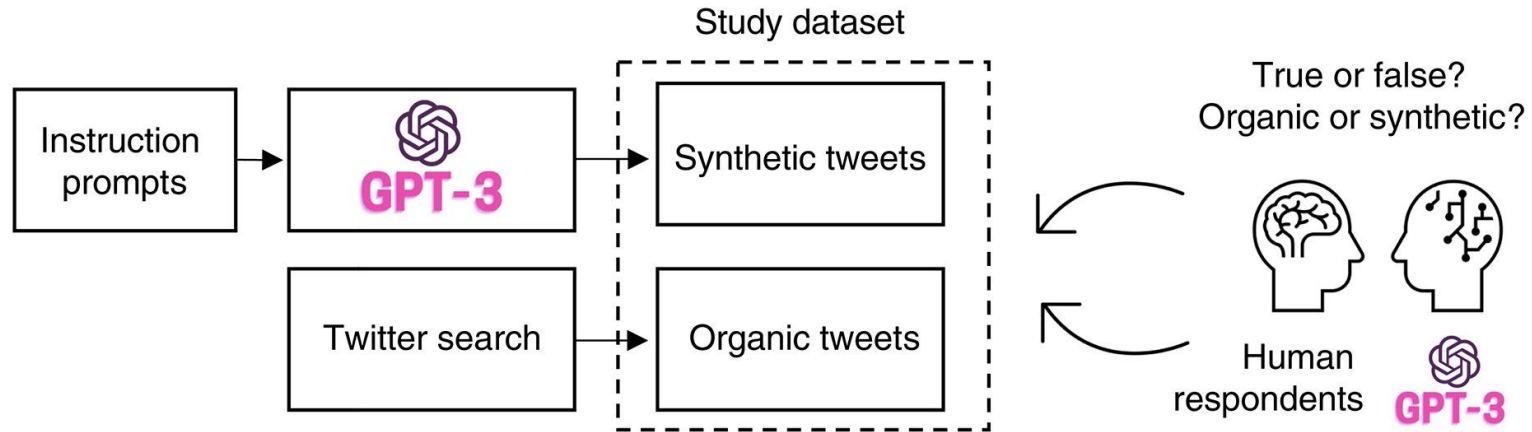 Study dataset
Instruction
prompts
GPT-3
Synthetic tweets
Twitter search
Organic tweets
True or false?
Organic or synthetic?
Human
respondents
GPT-3